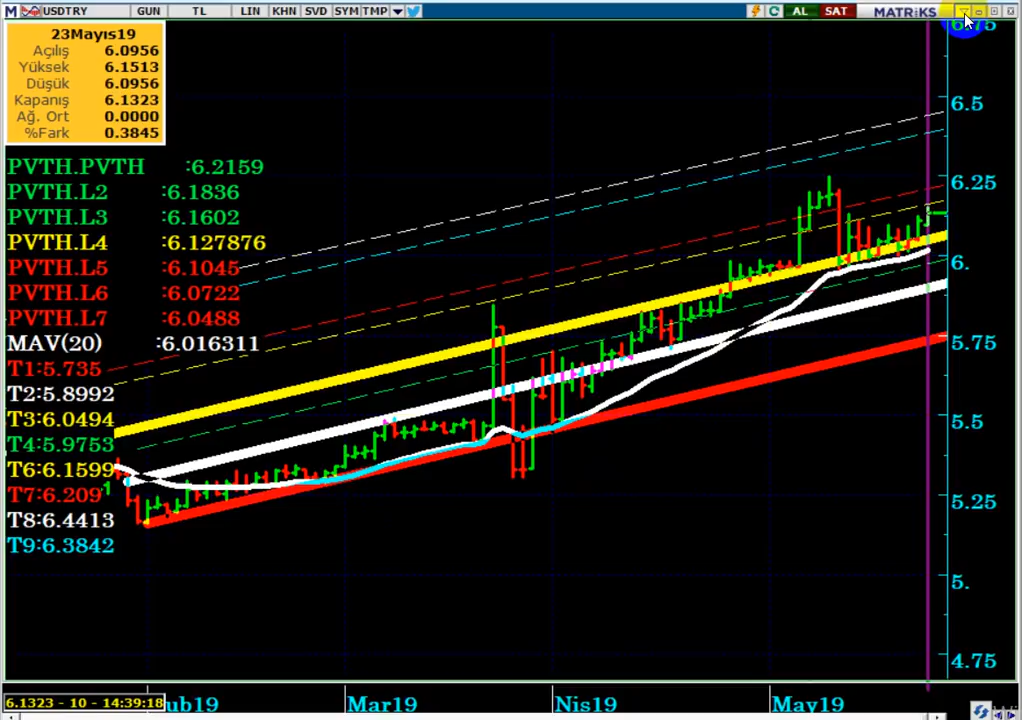 USDTRY GUN TL LIN KHN SVD SYM TMP AL SAT MATRiKS
23Mayıs19
Açılış 6.0956
Yüksek 6.1513
Düşük 6.0956
Kapanış 6.1323
Ağ. Ort 0.0000
%Fark 0.3845
PVTH.PVTH :6.2159
PVTH.L2 :6.1836
PVTH.L3 :6.1602
PVTH.L4 :6.127876
PVTH.L5 :6.1045
PVTH.L6 :6.0722
PVTH.L7 :6.0488
MAV(20) :6.016311
T1:5.735
T2:5.8992
T3:6.0494
T4:5.9753
T6:6.1599
T7:6.209
T8:6.4413
T9:6.3842
6.75
6.5
6.25
6.
5.75
5.5
5.25
5.
4.75
6.1323 - 10 - 14:39:18 ub19 Mar19 Nis19 May19